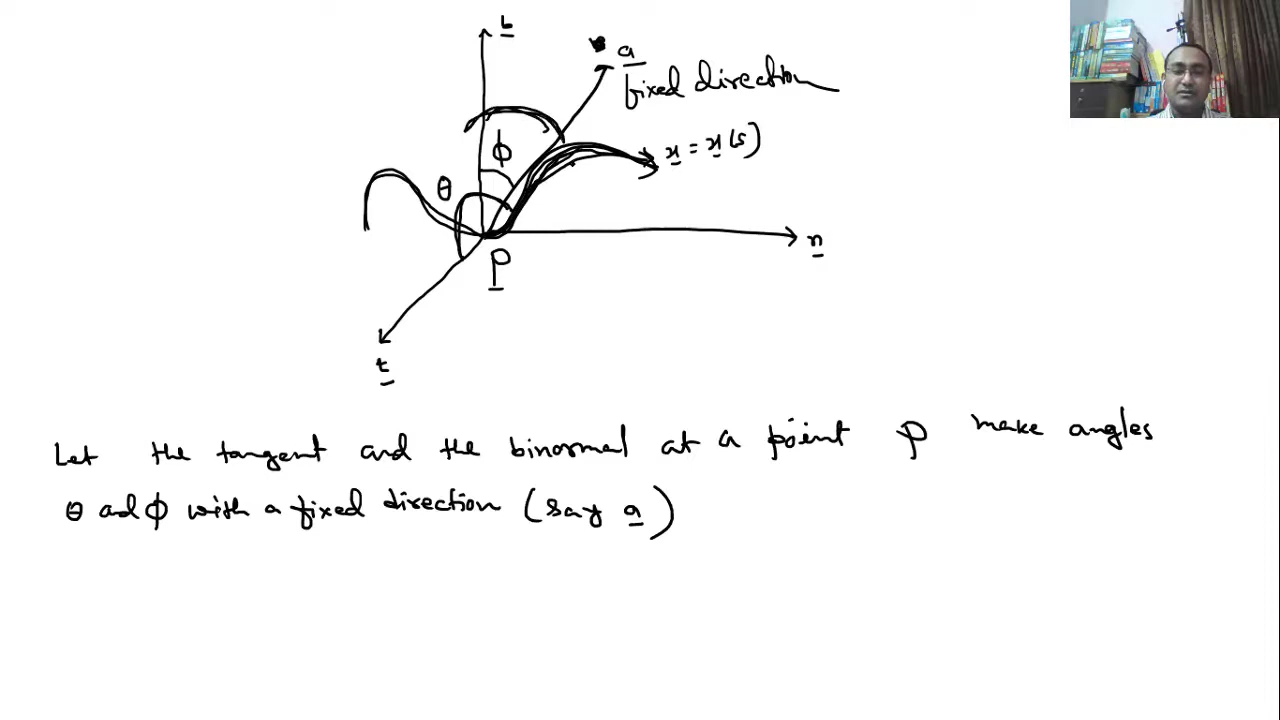 b
a
fixed direction
ϕ
x = x(s)
θ
n
P
t
Let the tangent and the binormal at a point P make angles
θ and ϕ with a fixed direction (say a)